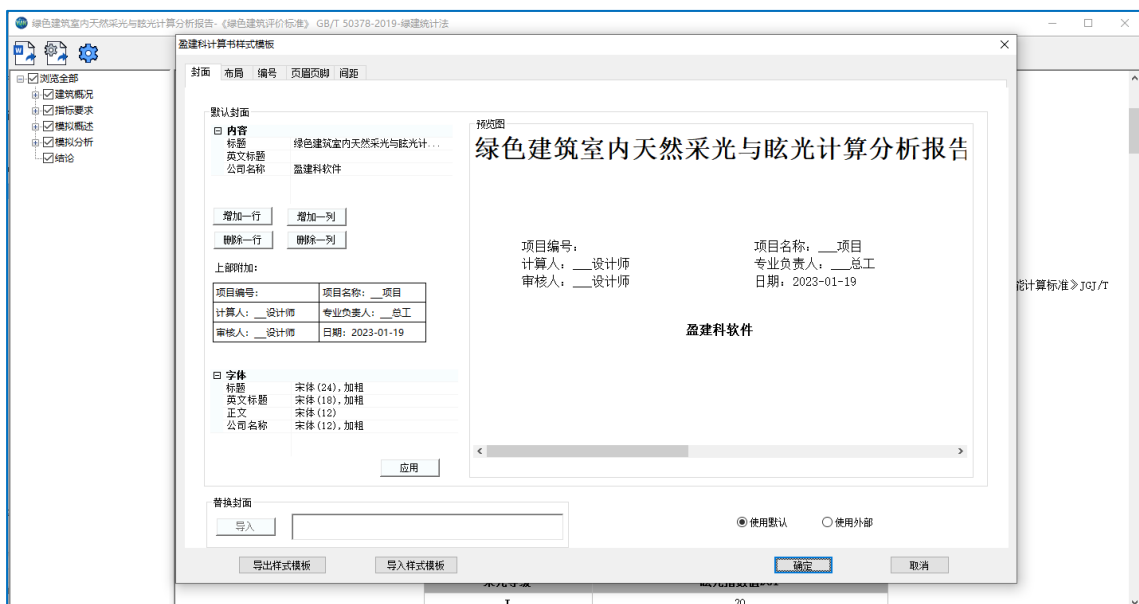 绿色建筑室内天然采光与眩光计算分析报告-《绿色建筑评价标准》 GB/T 50378-2019-绿建统计法
盈建科计算书样式模板
浏览全部
建筑概况
指标要求
模拟概述
模拟分析
结论
封面 布局 编号 页眉页脚 间距
默认封面
内容
标题 绿色建筑室内天然采光与眩光计...
英文标题
公司名称 盈建科软件
增加一行 增加一列
删除一行 删除一列
上部附加:
项目编号: 项目名称: __项目
计算人: __设计师 专业负责人: __总工
审核人: __设计师 日期: 2023-01-19
字体
标题 宋体(24),加粗
英文标题 宋体(18),加粗
正文 宋体(12)
公司名称 宋体(12),加粗
应用
预览图
绿色建筑室内天然采光与眩光计算分析报告
项目编号: 项目名称: ___项目
计算人: ___设计师 专业负责人: ___总工
审核人: ___设计师 日期: 2023-01-19
盈建科软件
能计算标准》JGJ/T
替换封面
导入
使用默认 使用外部
导出样式模板 导入样式模板 确定 取消
I 20